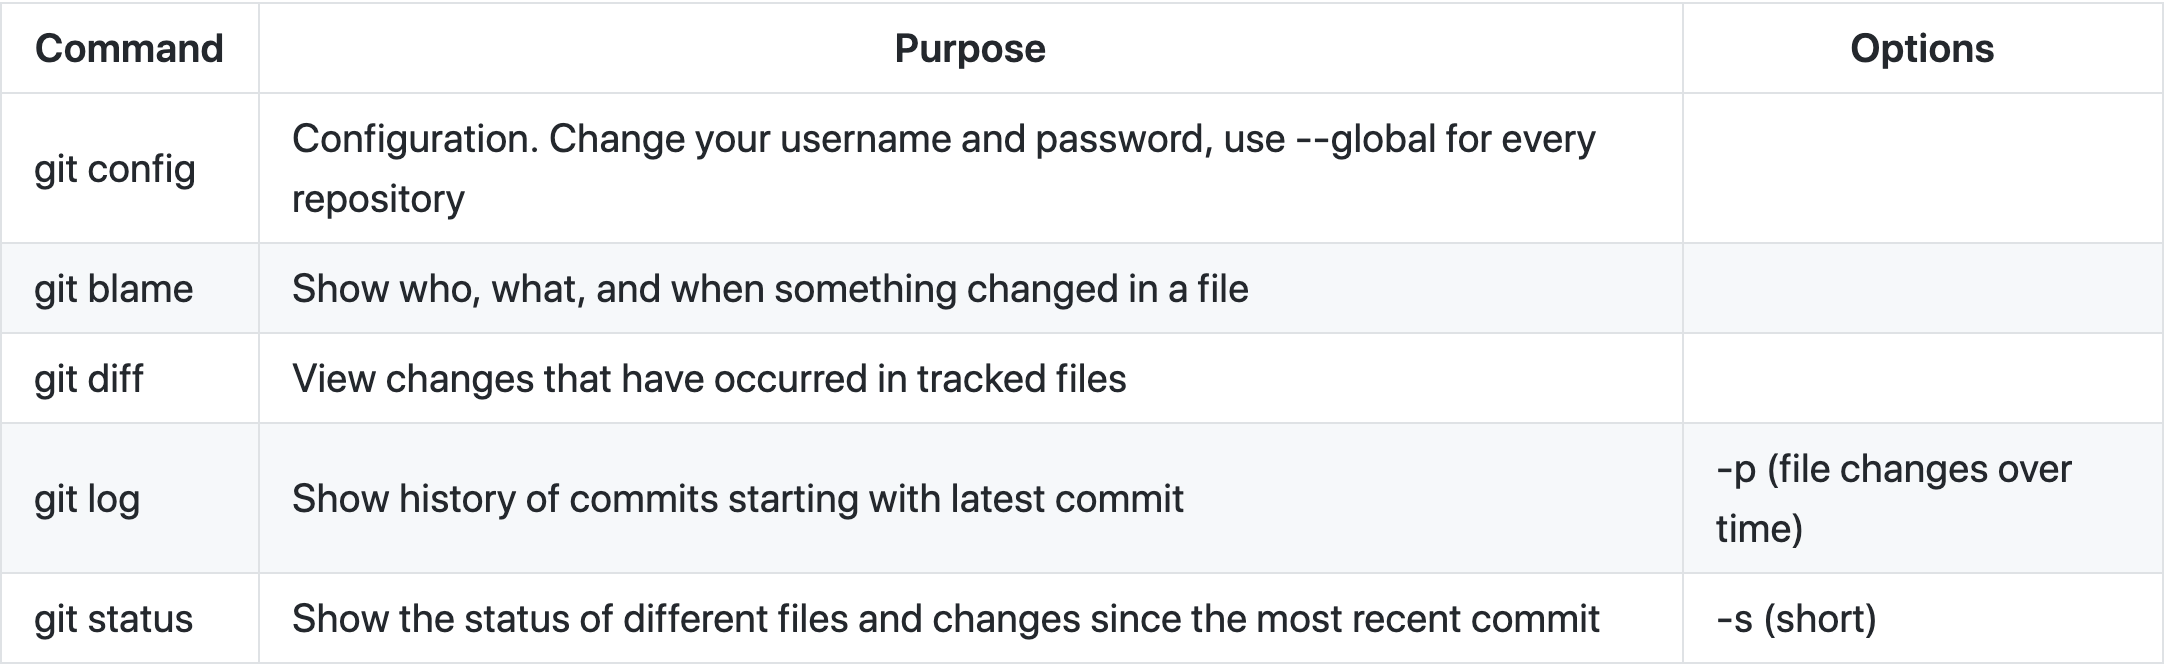 Command Purpose Options
git config Configuration. Change your username and password, use --global for every
repository
git blame Show who, what, and when something changed in a file
git diff View changes that have occurred in tracked files
git log Show history of commits starting with latest commit -p (file changes over
time)
git status Show the status of different files and changes since the most recent commit -s (short)